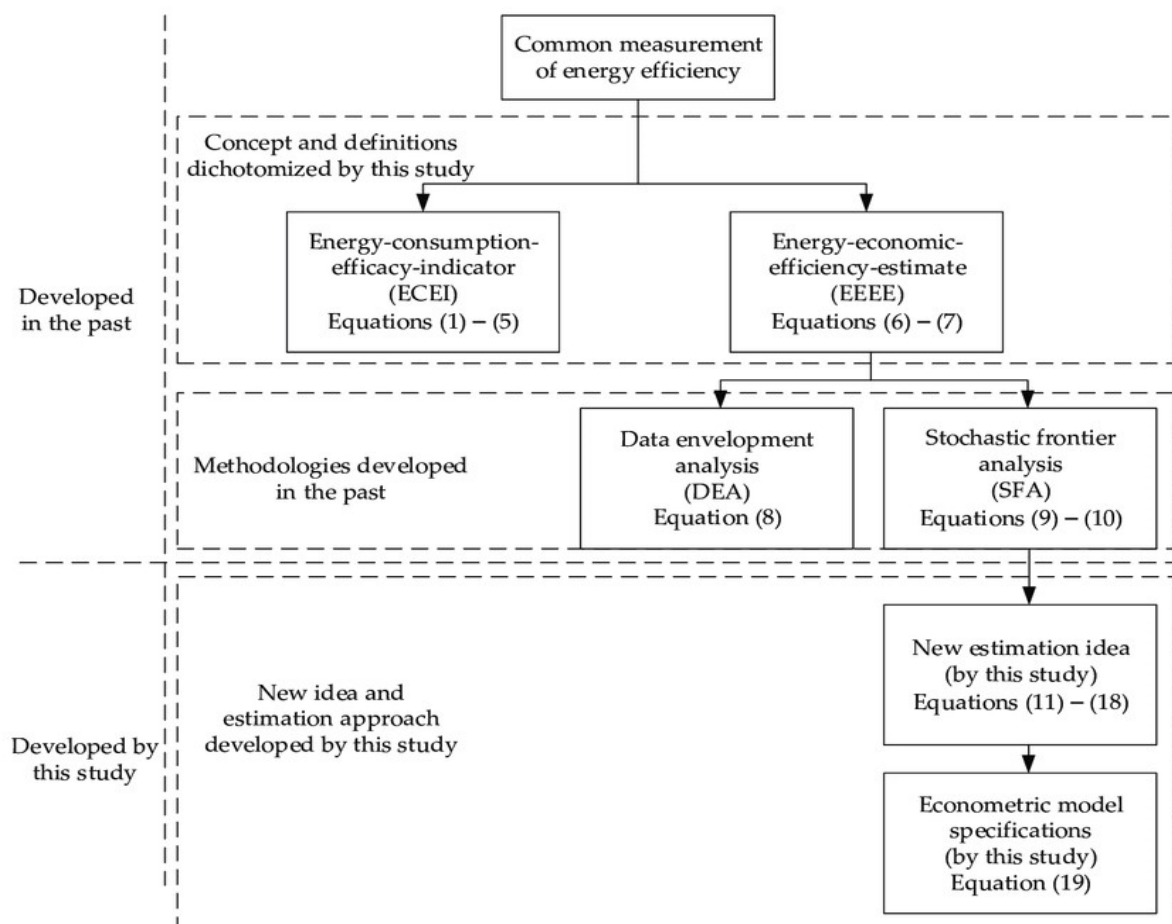 Common measurement
of energy efficiency
Concept and definitions
dichotomized by this study
Energy-consumption-
efficacy-indicator
(ECEI)
Equations (1) – (5)
Energy-economic-
efficiency-estimate
(EEEE)
Equations (6) – (7)
Developed
in the past
Methodologies developed
in the past
Data envelopment
analysis
(DEA)
Equation (8)
Stochastic frontier
analysis
(SFA)
Equations (9) – (10)
New estimation idea
(by this study)
Equations (11) – (18)
New idea and
estimation approach
developed by this study
Developed by
this study
Econometric model
specifications
(by this study)
Equation (19)